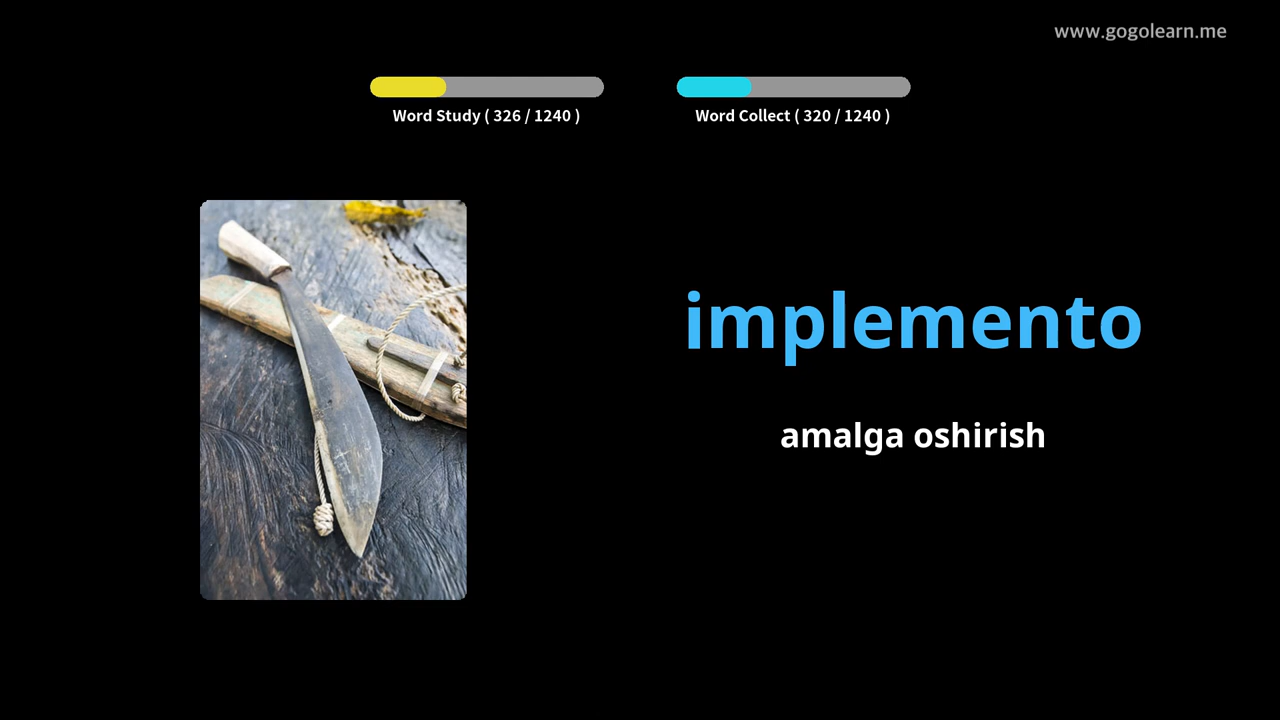 www.gogolearn.me
Word Study ( 326 / 1240 )
Word Collect ( 320 / 1240 )
implemento
amalga oshirish